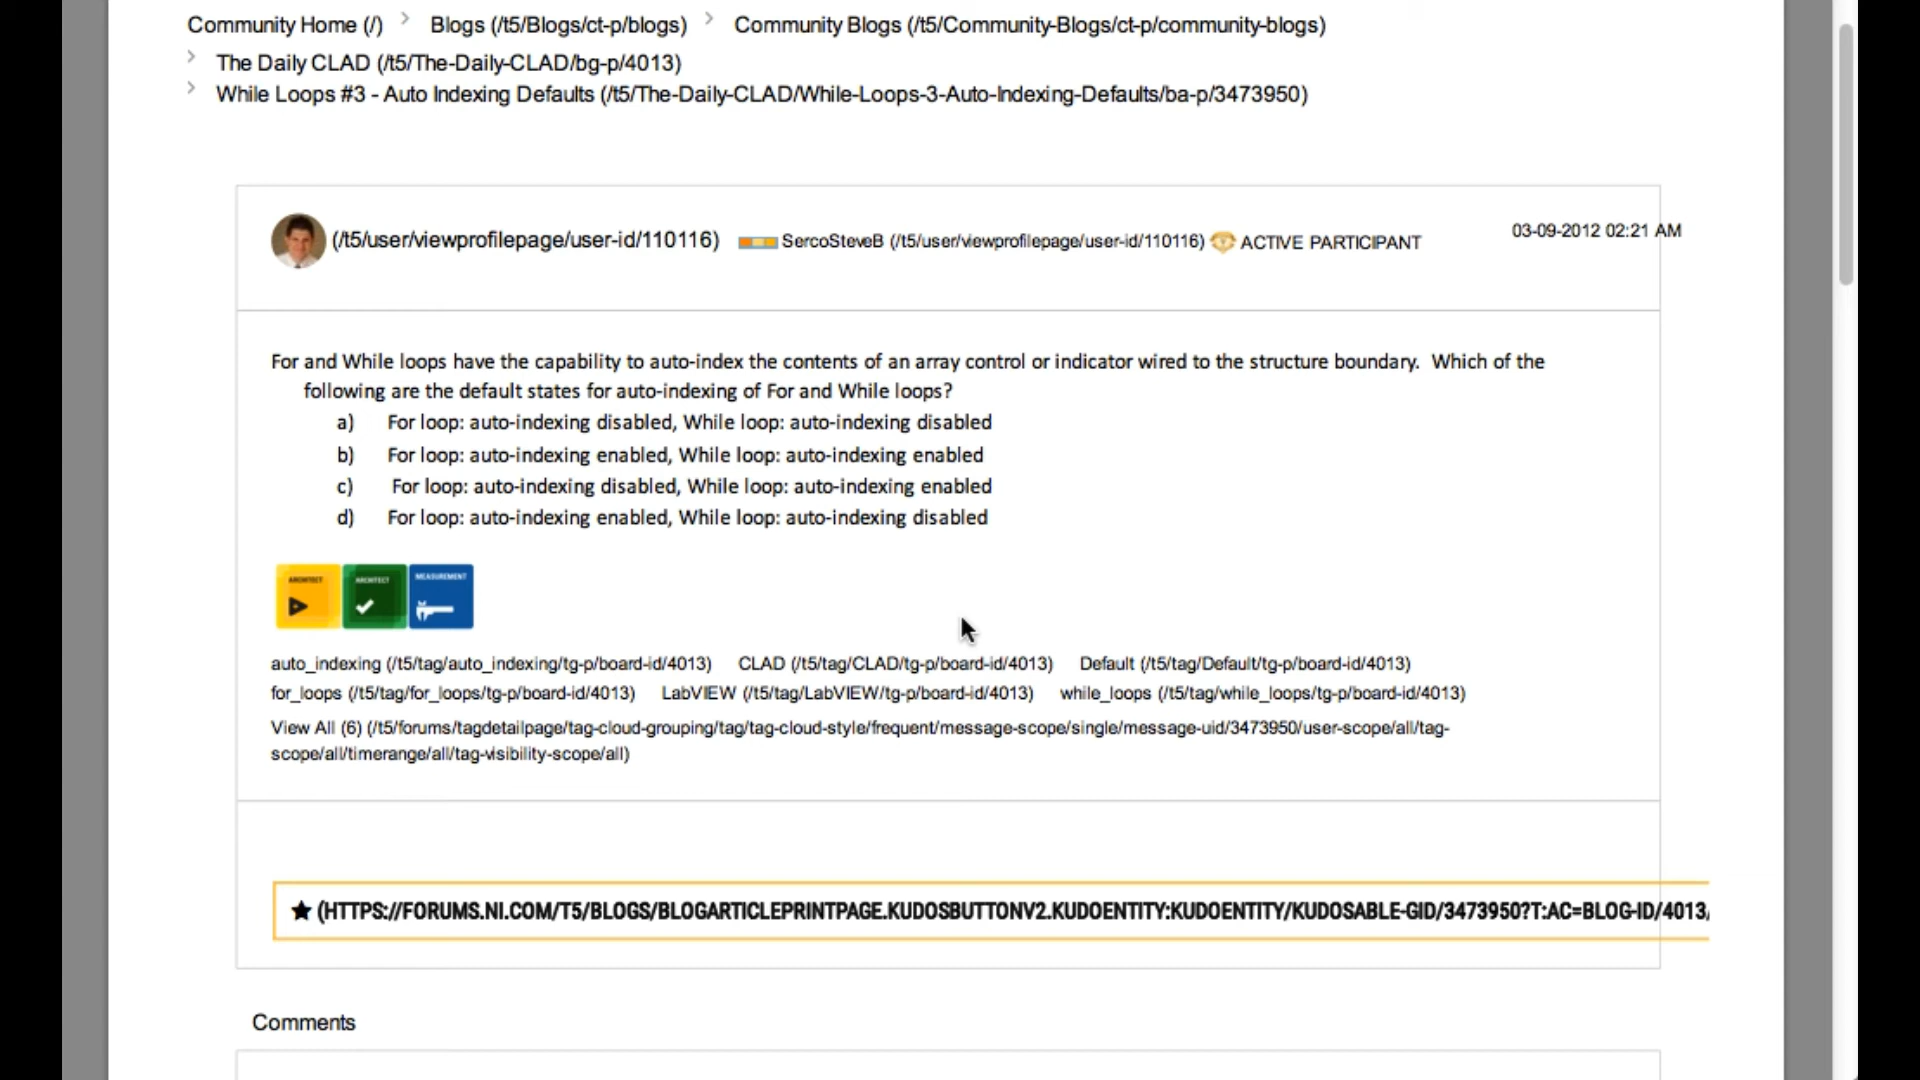 Community Home (/) > Blogs (/t5/Blogs/ct-p/blogs) > Community Blogs (/t5/Community-Blogs/ct-p/community-blogs)
> The Daily CLAD (/t5/The-Daily-CLAD/bg-p/4013)
> While Loops #3 - Auto Indexing Defaults (/t5/The-Daily-CLAD/While-Loops-3-Auto-Indexing-Defaults/ba-p/3473950)
(/t5/user/viewprofilepage/user-id/110116) SercoSteveB (/t5/user/viewprofilepage/user-id/110116) ACTIVE PARTICIPANT 03-09-2012 02:21 AM
For and While loops have the capability to auto-index the contents of an array control or indicator wired to the structure boundary. Which of the
following are the default states for auto-indexing of For and While loops?
a) For loop: auto-indexing disabled, While loop: auto-indexing disabled
b) For loop: auto-indexing enabled, While loop: auto-indexing enabled
c) For loop: auto-indexing disabled, While loop: auto-indexing enabled
d) For loop: auto-indexing enabled, While loop: auto-indexing disabled
ARCHITECT ARCHITECT MEASUREMENT
auto_indexing (/t5/tag/auto_indexing/tg-p/board-id/4013) CLAD (/t5/tag/CLAD/tg-p/board-id/4013) Default (/t5/tag/Default/tg-p/board-id/4013)
for_loops (/t5/tag/for_loops/tg-p/board-id/4013) LabVIEW (/t5/tag/LabVIEW/tg-p/board-id/4013) while_loops (/t5/tag/while_loops/tg-p/board-id/4013)
View All (6) (/t5/forums/tagdetailpage/tag-cloud-grouping/tag/tag-cloud-style/frequent/message-scope/single/message-uid/3473950/user-scope/all/tag-
scope/all/timerange/all/tag-visibility-scope/all)
★ (HTTPS://FORUMS.NI.COM/T5/BLOGS/BLOGARTICLEPRINTPAGE.KUDOSBUTTONV2.KUDOENTITY:KUDOENTITY/KUDOSABLE-GID/3473950?T:AC=BLOG-ID/4013/
Comments